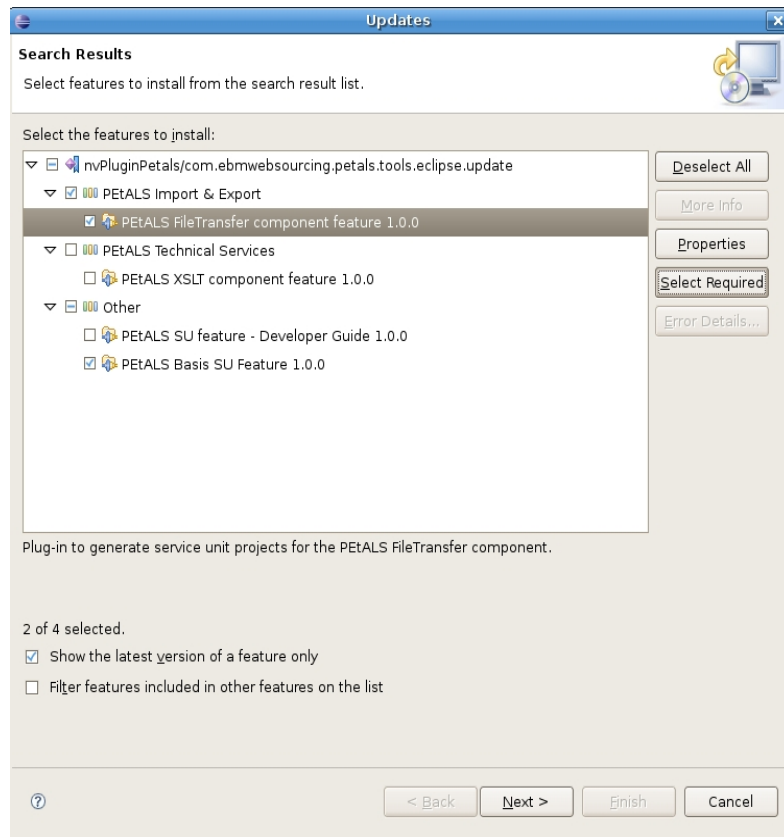 Updates
Search Results
Select features to install from the search result list.
Select the features to install:
nvPluginPetals/com.ebmwebsourcing.petals.tools.eclipse.update
PEtALS Import & Export
PEtALS FileTransfer component feature 1.0.0
PEtALS Technical Services
PEtALS XSLT component feature 1.0.0
Other
PEtALS SU feature - Developer Guide 1.0.0
PEtALS Basis SU Feature 1.0.0
Deselect All
More Info
Properties
Select Required
Error Details...
Plug-in to generate service unit projects for the PEtALS FileTransfer component.
2 of 4 selected.
Show the latest version of a feature only
Filter features included in other features on the list
< Back
Next >
Finish
Cancel